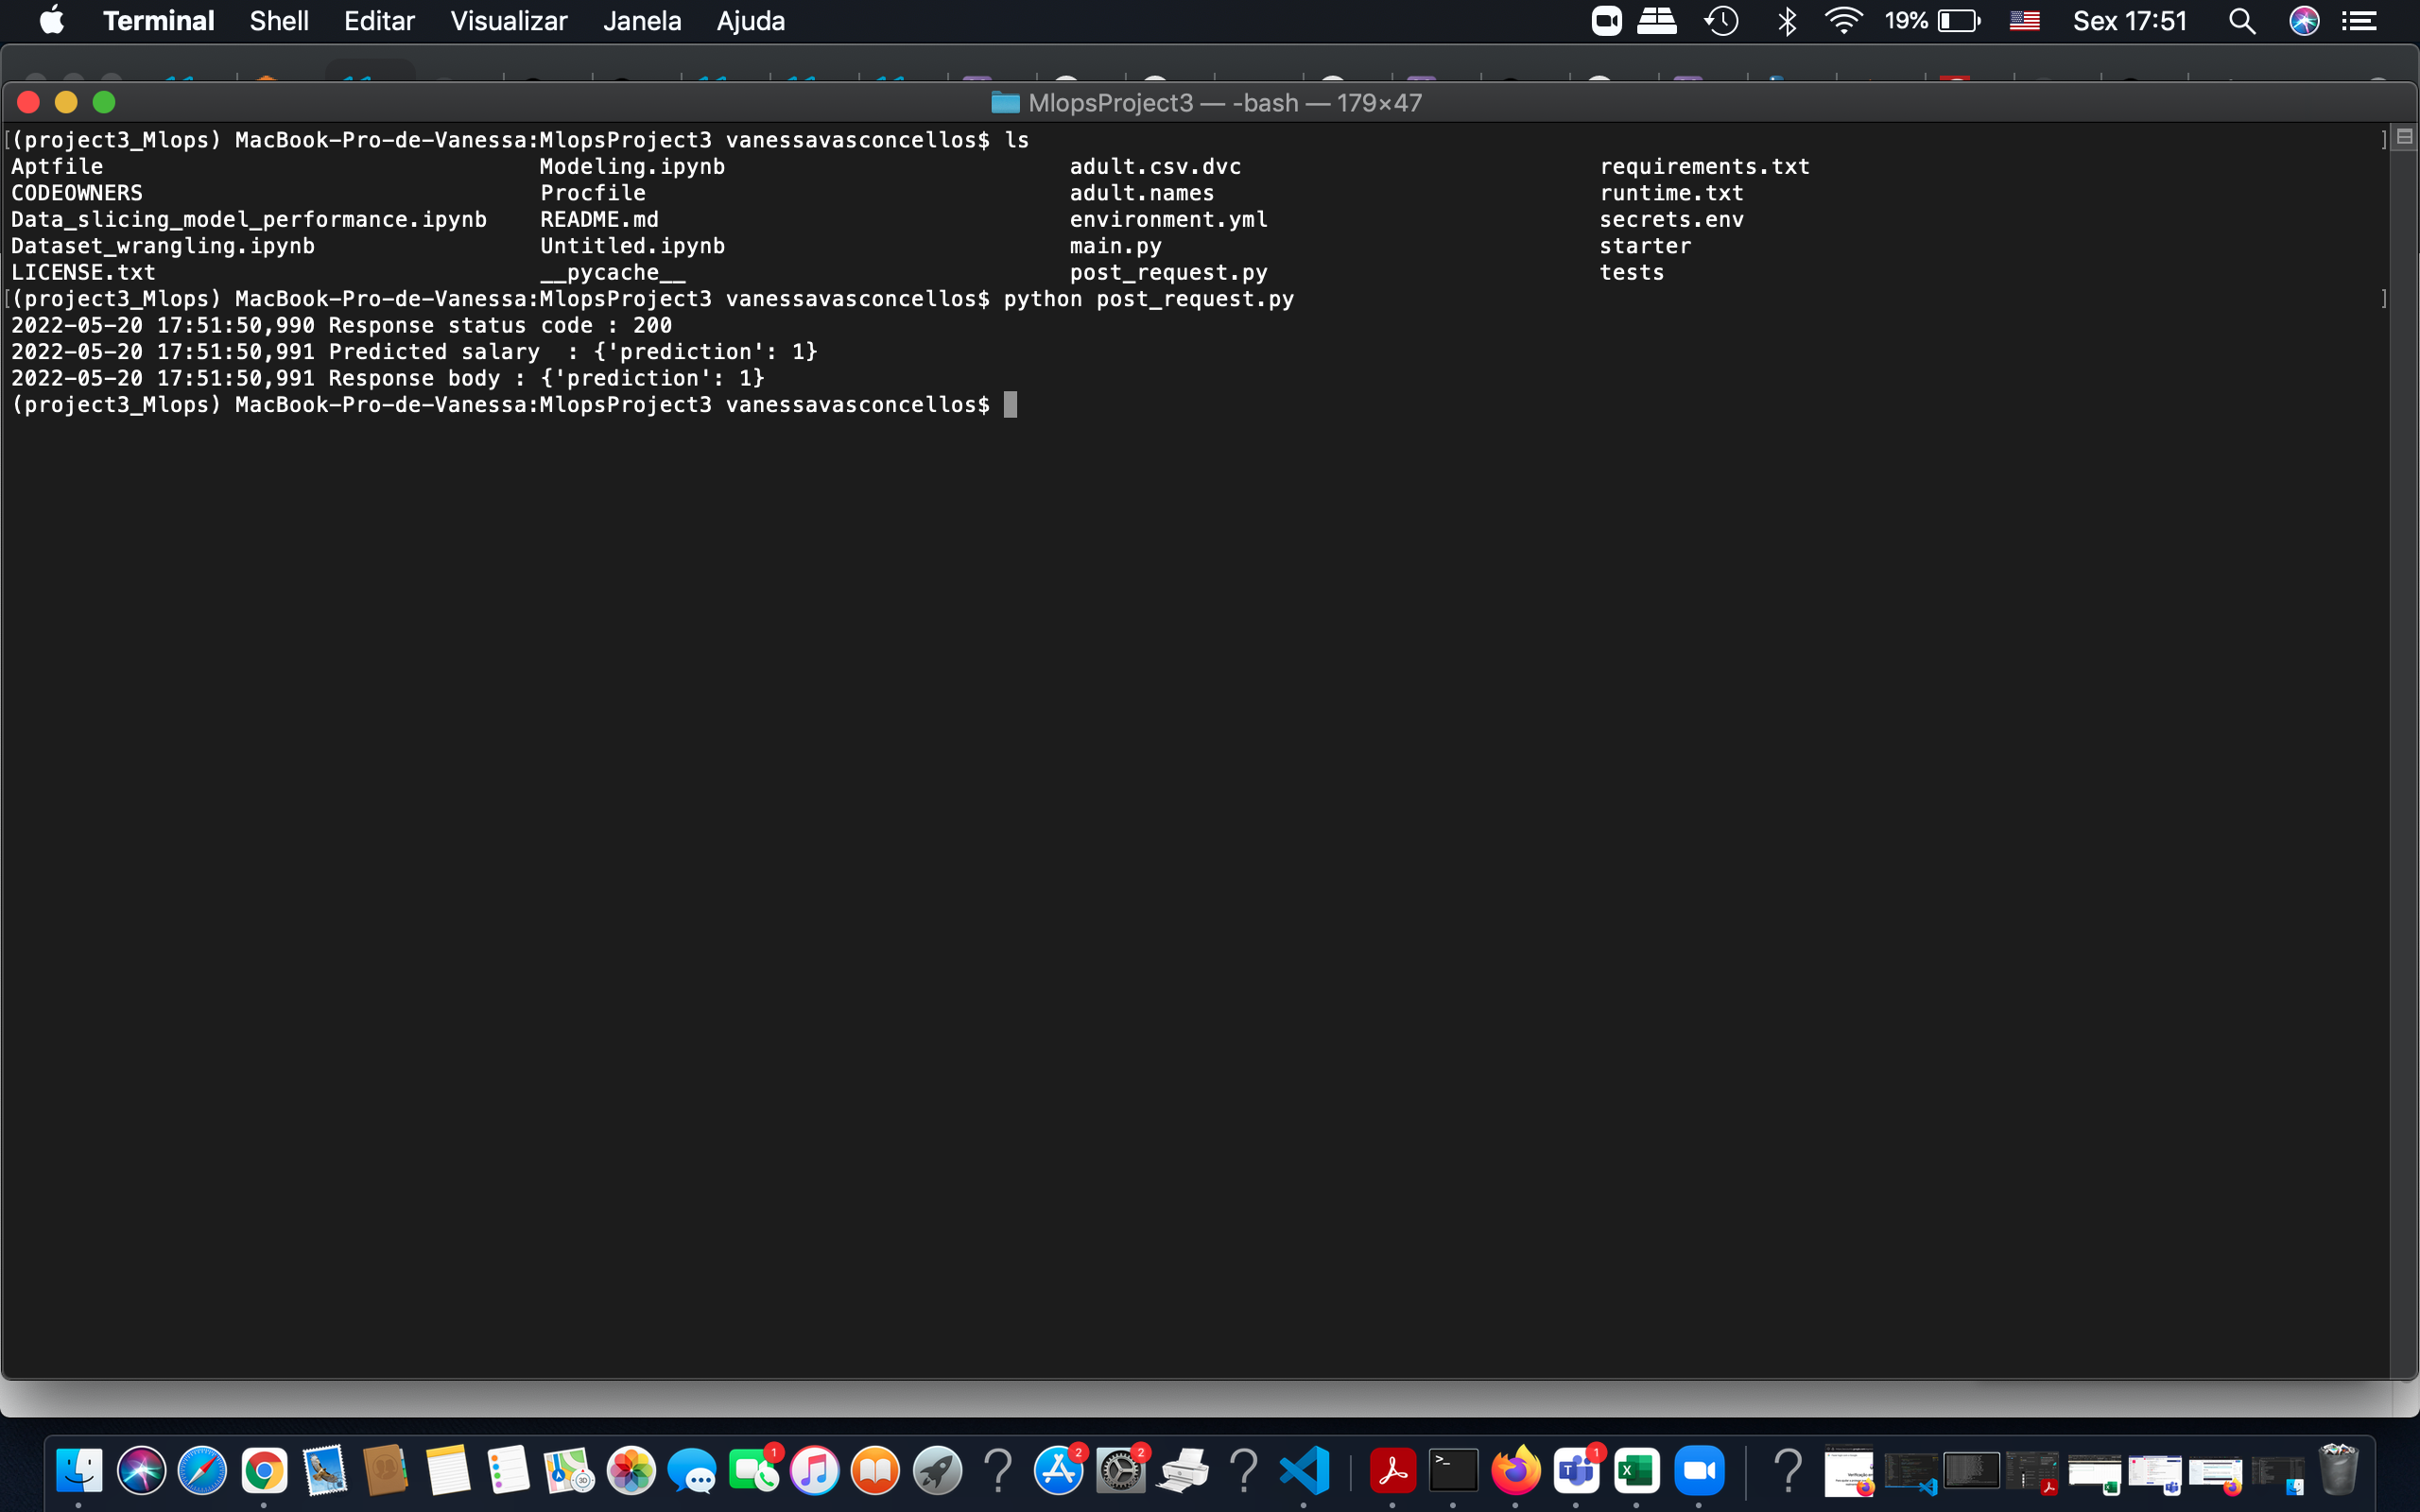 Terminal Shell Editar Visualizar Janela Ajuda 19% Sex 17:51
MlopsProject3 — -bash — 179×47
[(project3_Mlops) MacBook-Pro-de-Vanessa:MlopsProject3 vanessavasconcellos$ ls ]
Aptfile Modeling.ipynb adult.csv.dvc requirements.txt
CODEOWNERS Procfile adult.names runtime.txt
Data_slicing_model_performance.ipynb README.md environment.yml secrets.env
Dataset_wrangling.ipynb Untitled.ipynb main.py starter
LICENSE.txt __pycache__ post_request.py tests
[(project3_Mlops) MacBook-Pro-de-Vanessa:MlopsProject3 vanessavasconcellos$ python post_request.py ]
2022-05-20 17:51:50,990 Response status code : 200
2022-05-20 17:51:50,991 Predicted salary  : {'prediction': 1}
2022-05-20 17:51:50,991 Response body : {'prediction': 1}
(project3_Mlops) MacBook-Pro-de-Vanessa:MlopsProject3 vanessavasconcellos$
1 2 2 1